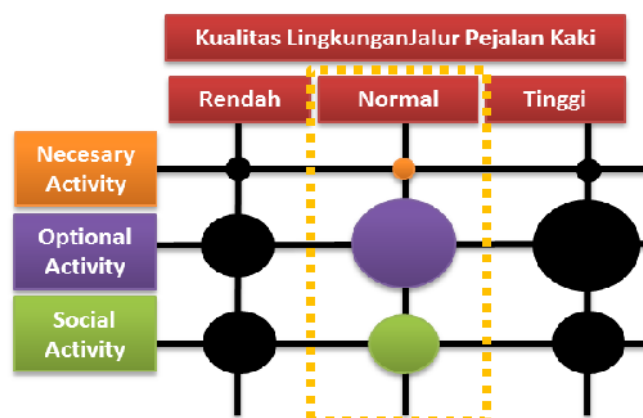 Kualitas LingkunganJalur Pejalan Kaki
Rendah
Normal
Tinggi
Necesary
Activity
Optional
Activity
Social
Activity